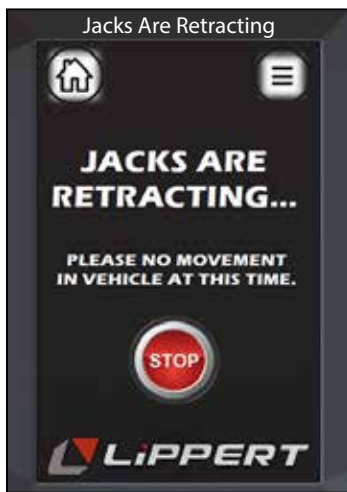 Jacks Are Retracting
JACKS ARE
RETRACTING...
PLEASE NO MOVEMENT
IN VEHICLE AT THIS TIME.
STOP
LiPPERT